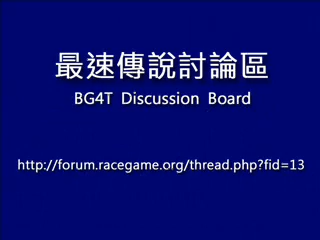 最速傳說討論區
BG4T Discussion Board
http://forum.racegame.org/thread.php?fid=13